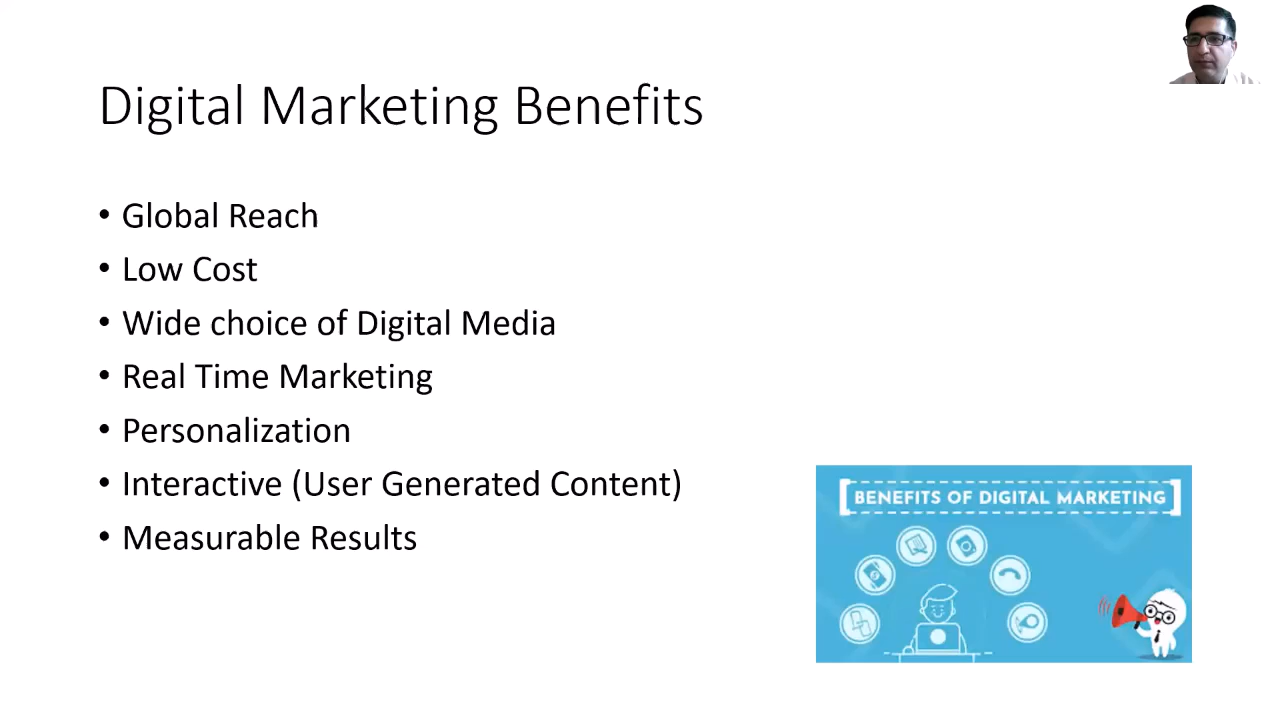 Digital Marketing Benefits
• Global Reach
• Low Cost
• Wide choice of Digital Media
• Real Time Marketing
• Personalization
• Interactive (User Generated Content)
• Measurable Results
BENEFITS OF DIGITAL MARKETING